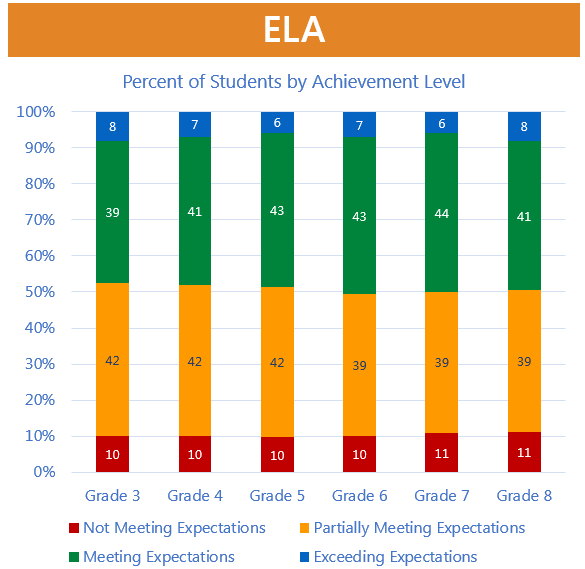 ELA
Percent of Students by Achievement Level
100%
90%
80%
70%
60%
50%
40%
30%
20%
10%
0%
8 7 6 7 6 8
39 41 43 43 44 41
42 42 42 39 39 39
10 10 10 10 11 11
Grade 3 Grade 4 Grade 5 Grade 6 Grade 7 Grade 8
Not Meeting Expectations Partially Meeting Expectations
Meeting Expectations Exceeding Expectations